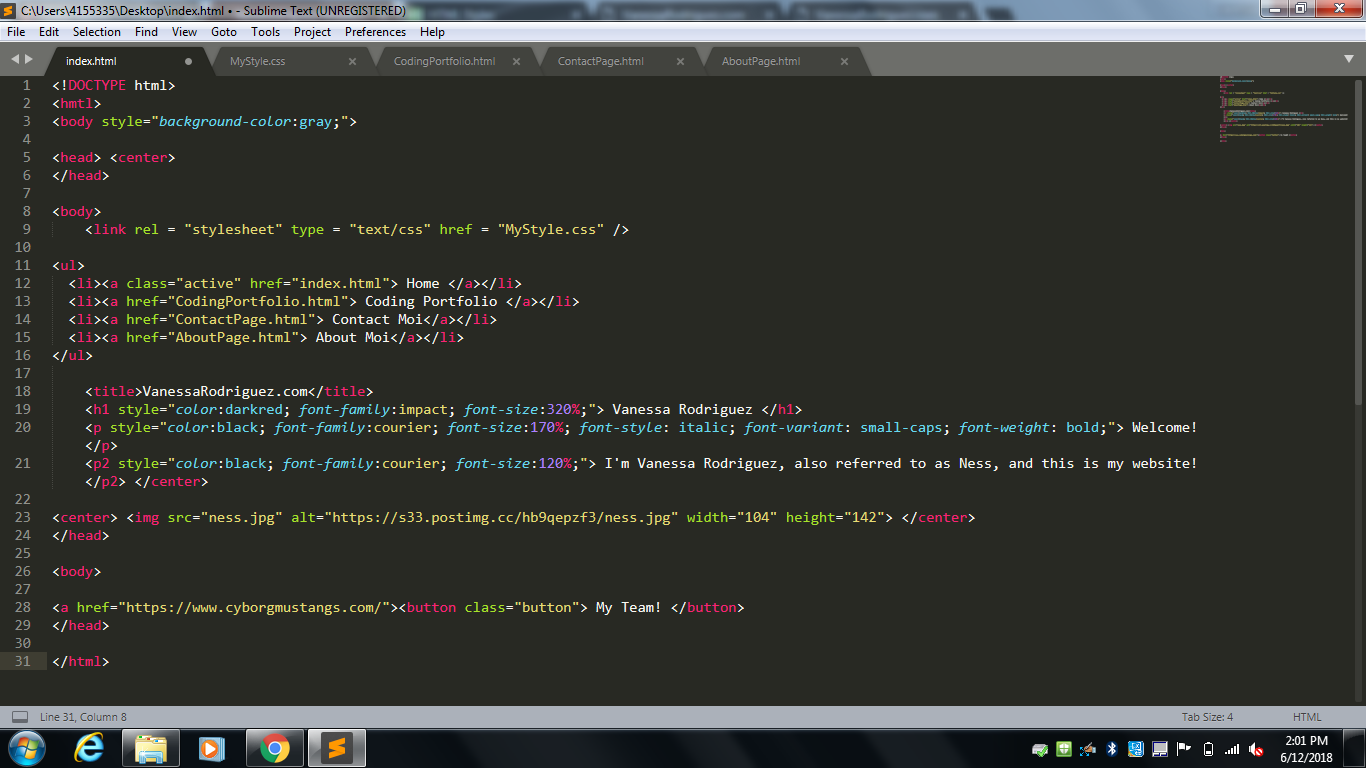 C:\Users\4155335\Desktop\index.html • - Sublime Text (UNREGISTERED)
File Edit Selection Find View Goto Tools Project Preferences Help
index.html MyStyle.css CodingPortfolio.html ContactPage.html AboutPage.html
1 <!DOCTYPE html>
2 <hmtl>
3 <body style="background-color:gray;">
4
5 <head> <center>
6 </head>
7
8 <body>
9 <link rel = "stylesheet" type = "text/css" href = "MyStyle.css" />
10
11 <ul>
12 <li><a class="active" href="index.html"> Home </a></li>
13 <li><a href="CodingPortfolio.html"> Coding Portfolio </a></li>
14 <li><a href="ContactPage.html"> Contact Moi</a></li>
15 <li><a href="AboutPage.html"> About Moi</a></li>
16 </ul>
17
18 <title>VanessaRodriguez.com</title>
19 <h1 style="color:darkred; font-family:impact; font-size:320%;"> Vanessa Rodriguez </h1>
20 <p style="color:black; font-family:courier; font-size:170%; font-style: italic; font-variant: small-caps; font-weight: bold;"> Welcome!
</p>
21 <p2 style="color:black; font-family:courier; font-size:120%;"> I'm Vanessa Rodriguez, also referred to as Ness, and this is my website!
</p2> </center>
22
23 <center> <img src="ness.jpg" alt="https://s33.postimg.cc/hb9qepzf3/ness.jpg" width="104" height="142"> </center>
24 </head>
25
26 <body>
27
28 <a href="https://www.cyborgmustangs.com/"><button class="button"> My Team! </button>
29 </head>
30
31 </html>
Line 31, Column 8 Tab Size: 4 HTML
2:01 PM
6/12/2018